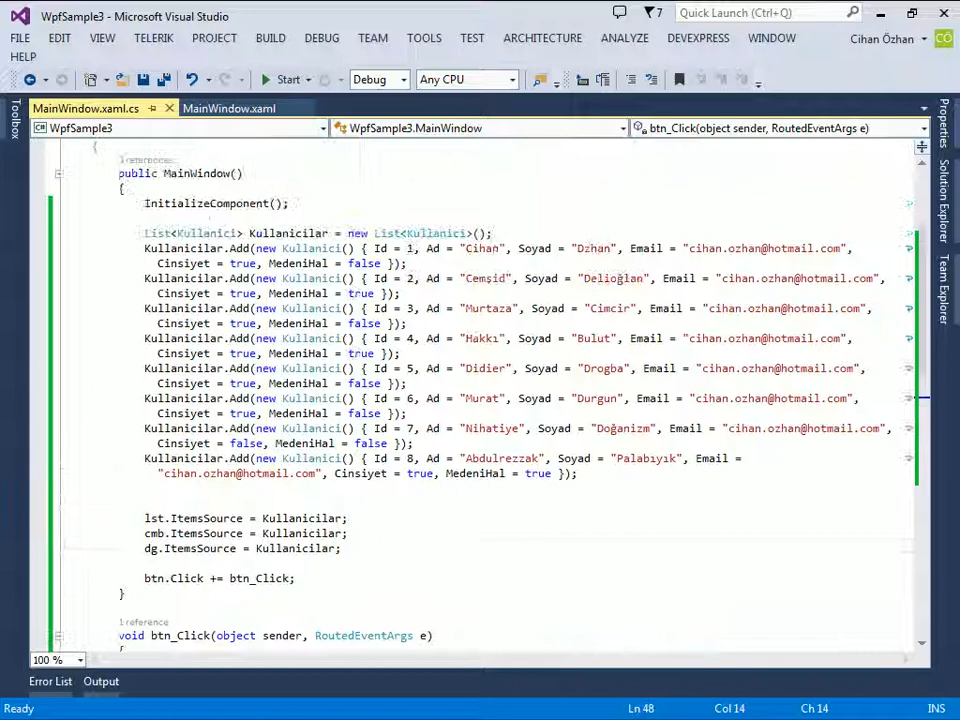 WpfSample3 - Microsoft Visual Studio
7
Quick Launch (Ctrl+Q)
FILE EDIT VIEW TELERIK PROJECT BUILD DEBUG TEAM TOOLS TEST ARCHITECTURE ANALYZE DEVEXPRESS WINDOW
Cihan Özhan CÖ
HELP
Start Debug Any CPU
MainWindow.xaml.cs MainWindow.xaml
WpfSample3 WpfSample3.MainWindow btn_Click(object sender, RoutedEventArgs e)
Toolbox
Properties
Solution Explorer
Team Explorer
{
public MainWindow()
{
InitializeComponent();
List<Kullanici> Kullanicilar = new List<Kullanici>();
Kullanicilar.Add(new Kullanici() { Id = 1, Ad = "Cihan", Soyad = "Özhan", Email = "cihan.ozhan@hotmail.com",
Cinsiyet = true, MedeniHal = false });
Kullanicilar.Add(new Kullanici() { Id = 2, Ad = "Cemşid", Soyad = "Delioğlan", Email = "cihan.ozhan@hotmail.com",
Cinsiyet = true, MedeniHal = true });
Kullanicilar.Add(new Kullanici() { Id = 3, Ad = "Murtaza", Soyad = "Cimcir", Email = "cihan.ozhan@hotmail.com",
Cinsiyet = true, MedeniHal = false });
Kullanicilar.Add(new Kullanici() { Id = 4, Ad = "Hakkı", Soyad = "Bulut", Email = "cihan.ozhan@hotmail.com",
Cinsiyet = true, MedeniHal = true });
Kullanicilar.Add(new Kullanici() { Id = 5, Ad = "Didier", Soyad = "Drogba", Email = "cihan.ozhan@hotmail.com",
Cinsiyet = true, MedeniHal = false });
Kullanicilar.Add(new Kullanici() { Id = 6, Ad = "Murat", Soyad = "Durgun", Email = "cihan.ozhan@hotmail.com",
Cinsiyet = true, MedeniHal = false });
Kullanicilar.Add(new Kullanici() { Id = 7, Ad = "Nihatiye", Soyad = "Doğanizm", Email = "cihan.ozhan@hotmail.com",
Cinsiyet = false, MedeniHal = false });
Kullanicilar.Add(new Kullanici() { Id = 8, Ad = "Abdulrezzak", Soyad = "Palabıyık", Email =
"cihan.ozhan@hotmail.com", Cinsiyet = true, MedeniHal = true });
lst.ItemsSource = Kullanicilar;
cmb.ItemsSource = Kullanicilar;
dg.ItemsSource = Kullanicilar;
btn.Click += btn_Click;
}
1 reference
void btn_Click(object sender, RoutedEventArgs e)
{
100 %
Error List Output
Ready Ln 48 Col 14 Ch 14 INS